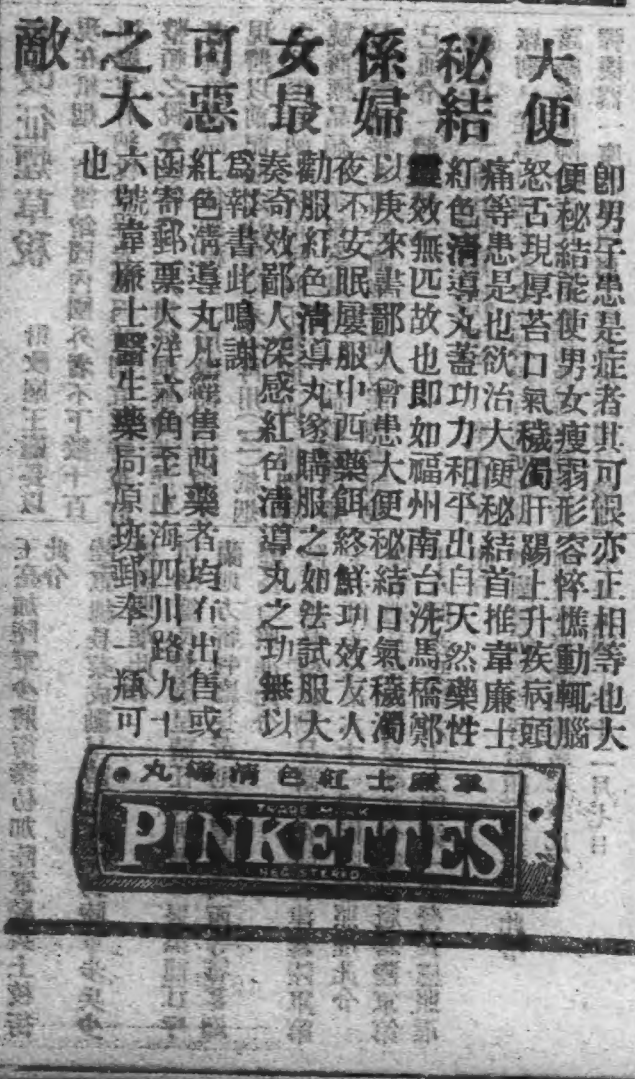 大便
秘結
係婦
女最
可惡
之大
敵
卽男子患是症者其可恨亦正相等也大
便秘結能使男女瘦弱形容悴憔動輒腦
怒舌現厚苔口氣穢濁肝陽上升疾病頭
痛等患是也欲治大便秘結首推韋廉士
紅色淸導丸蓋功力和平出自天然藥性
靈效無匹故也即如福州南台洗馬橋鄭
以庚來書鄙人曾患大便秘結口氣穢濁
夜不安眠屢服中西藥餌終鮮功效友人
勸服紅色淸導丸遂購服之如法試服大
奏奇效鄙人深感紅色淸導丸之功無以
爲報書此鳴謝
紅色淸導丸凡經售西藥者均有出售或
函寄郵票大洋六角至上海四川路九十
六號韋廉士醫生藥局原班郵奉一瓶可
也
韋廉士紅色淸導丸
TRADE MARK
PINKETTES
REGISTERED